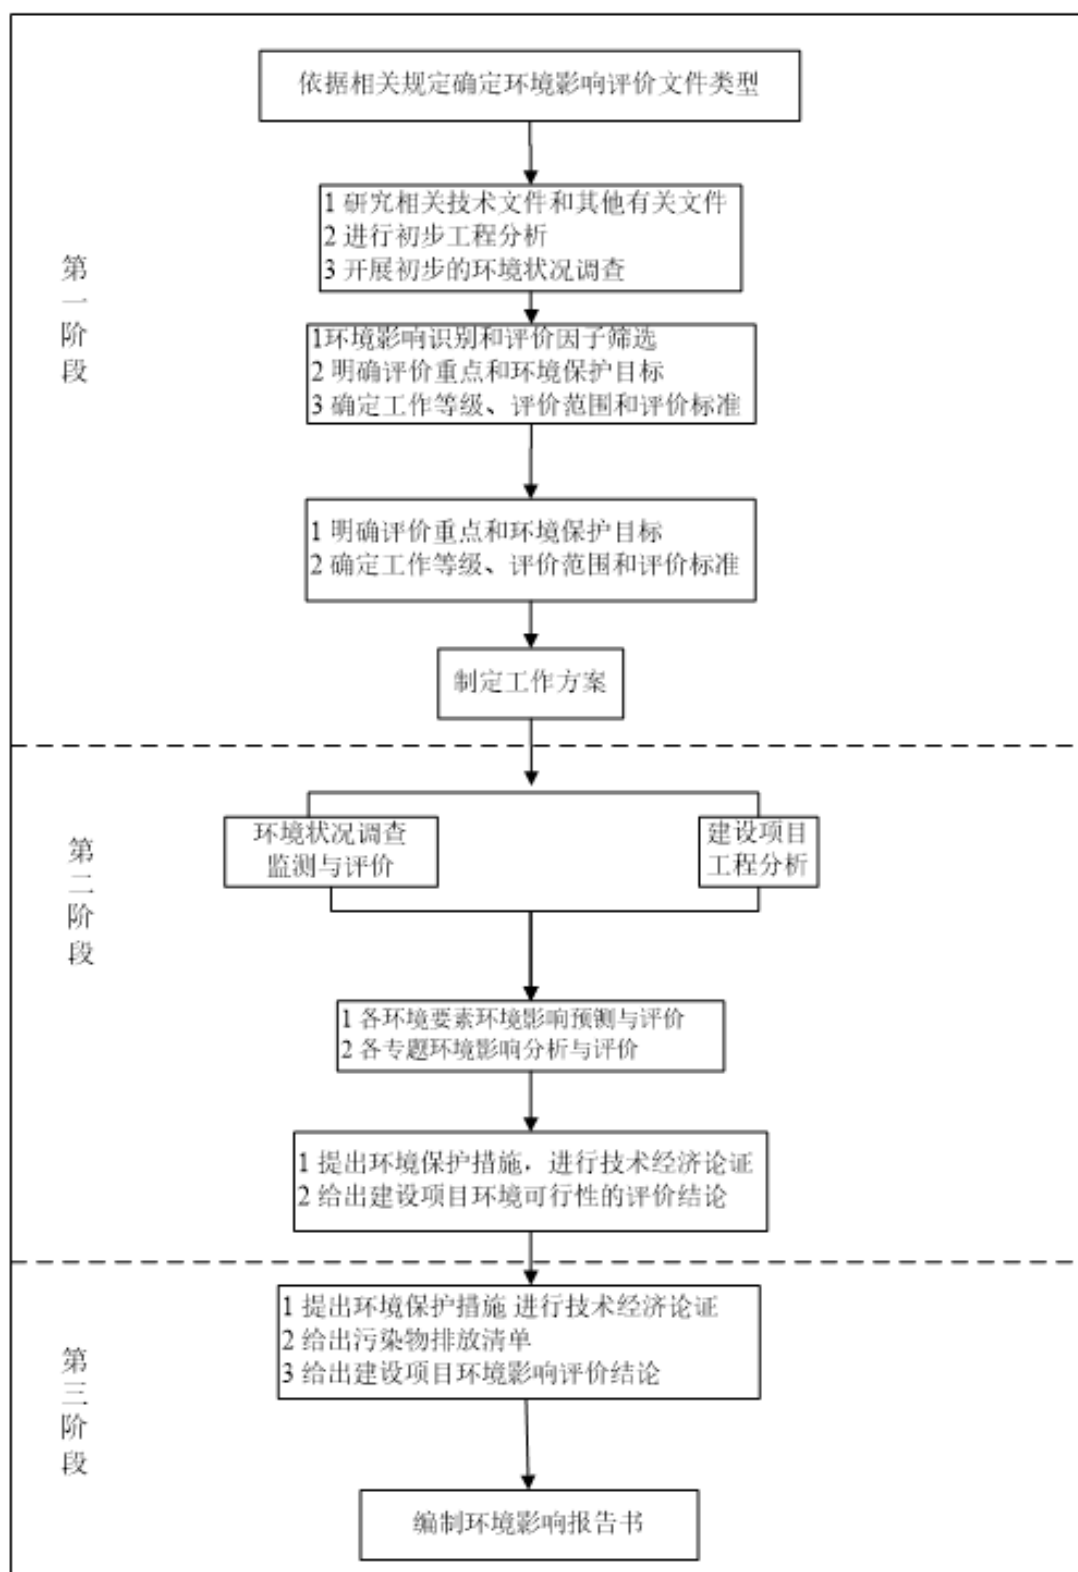 依据相关规定确定环境影响评价文件类型
第一阶段
1 研究相关技术文件和其他有关文件
2 进行初步工程分析
3 开展初步的环境状况调查
1环境影响识别和评价因子筛选
2 明确评价重点和环境保护目标
3 确定工作等级、评价范围和评价标准
1 明确评价重点和环境保护目标
2 确定工作等级、评价范围和评价标准
制定工作方案
第二阶段
环境状况调查
监测与评价
建设项目
工程分析
1 各环境要素环境影响预测与评价
2 各专题环境影响分析与评价
1 提出环境保护措施，进行技术经济论证
2 给出建设项目环境可行性的评价结论
第三阶段
1 提出环境保护措施 进行技术经济论证
2 给出污染物排放清单
3 给出建设项目环境影响评价结论
编制环境影响报告书